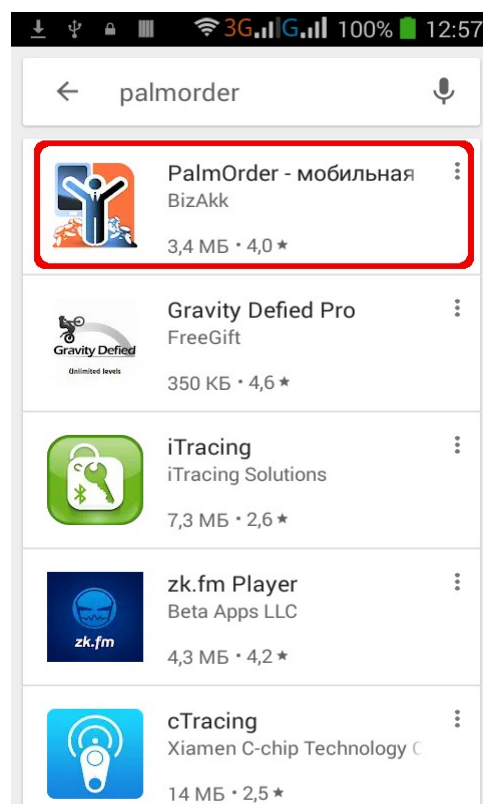 3G G 100% 12:57
palmorder
PalmOrder - мобильная
BizAkk
3,4 МБ • 4,0 ★
Gravity Defied Pro
FreeGift
350 КБ • 4,6 ★
Gravity Defied
Unlimited levels
iTracing
iTracing Solutions
7,3 МБ • 2,6 ★
zk.fm Player
Beta Apps LLC
4,3 МБ • 4,2 ★
zk.fm
cTracing
Xiamen C-chip Technology C
14 МБ • 2,5 ★